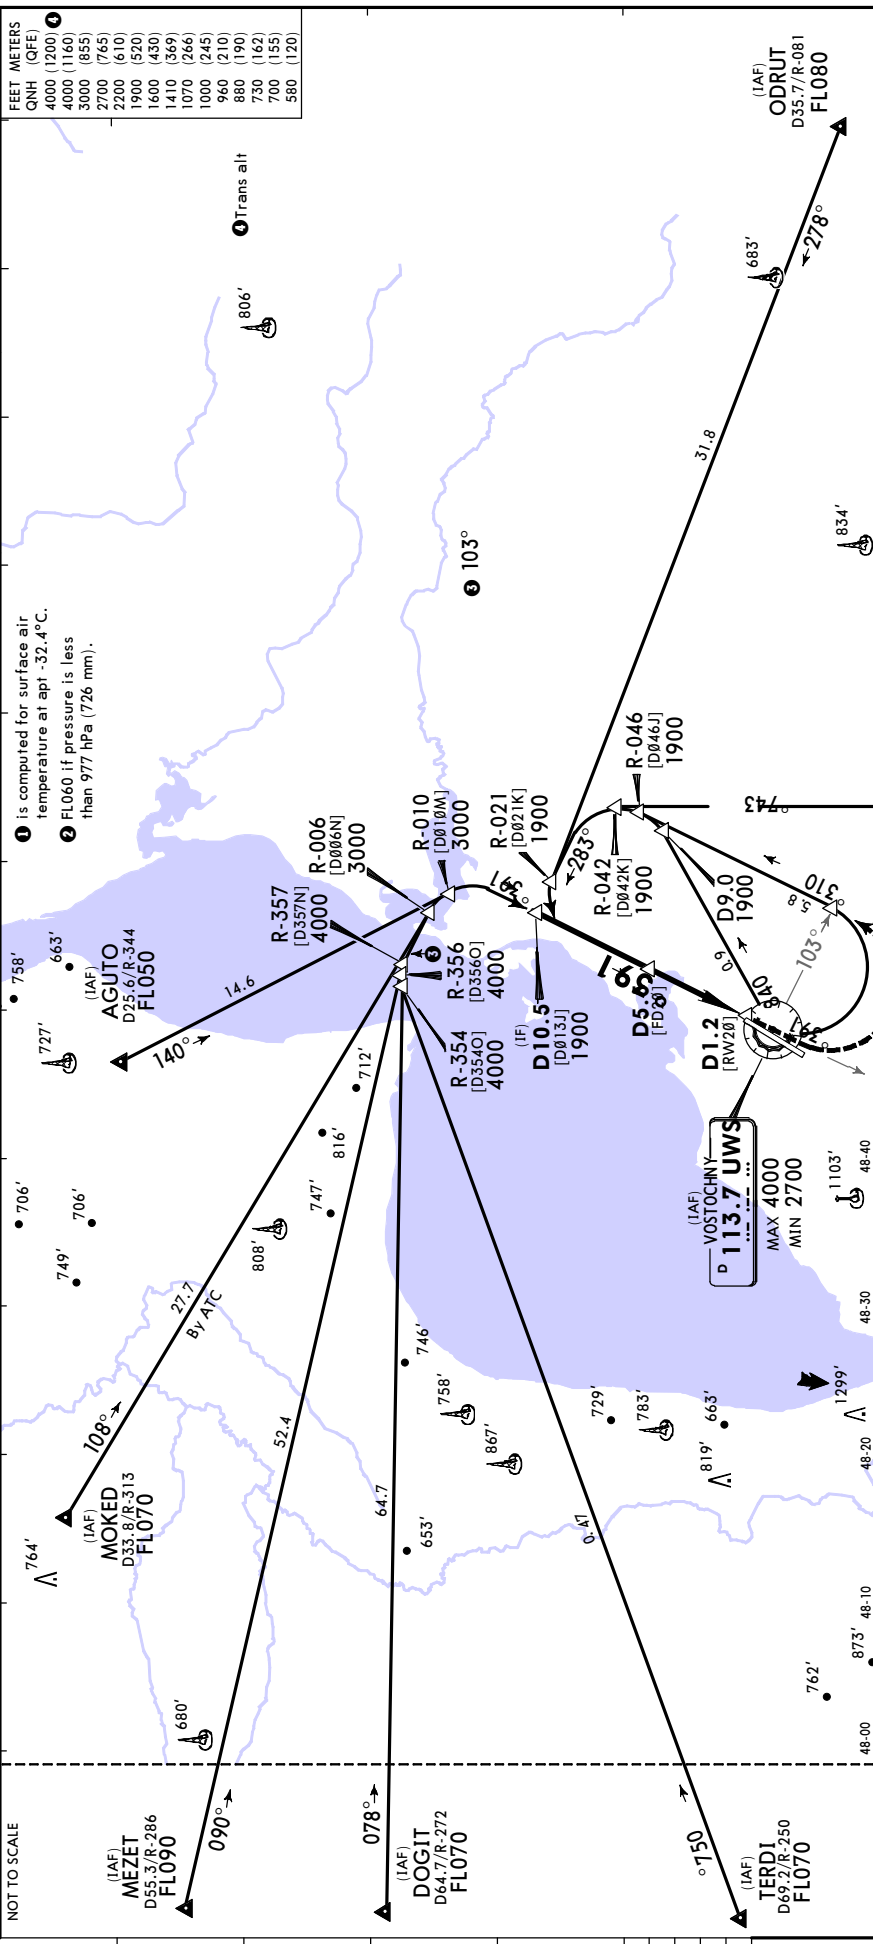 FEET METERS
QNH (QFE)
4000 (1200) 4
4000 (1160)
3000 (855)
2700 (765)
2200 (610)
1900 (520)
1600 (430)
1410 (369)
1070 (266)
1000 (245)
960 (210)
880 (190)
730 (162)
700 (155)
580 (120)
4 Trans alt
(IAF)
ODRUT
D35.7/R-081
FL080
278°
31.8
683'
806'
834'
1 is computed for surface air
temperature at apt -32.4°C.
2 FL060 if pressure is less
than 977 hPa (726 mm).
3 103°
758'
663'
727'
(IAF)
AGUTO
D25.6/R-344
FL050
14.6
140°
R-357
[D357N]
4000
R-006
[D006N]
3000
R-010
[D010M]
3000
R-021
[D021K]
1900
R-042
[D042K]
1900
R-046
[D046J]
1900
D9.0
1900
R-356
[D356O]
4000
3
R-354
[D354O]
4000
(IF)
D10.5
[D013J]
1900
283°
D5.9
[FD20]
D1.2
[RW20]
103°
5.8
(IAF)
VOSTOCHNY
D 113.7 UWS
MAX 4000
MIN 2700
1103'
706'
706'
749'
712'
816'
747'
808'
27.7
By ATC
108°
(IAF)
MOKED
D33.8/R-313
FL070
764'
52.4
746'
758'
867'
64.7
653'
729'
783'
663'
819'
1299'
680'
762'
873'
NOT TO SCALE
(IAF)
MEZET
D55.3/R-286
FL090
090°
078°
(IAF)
DOGIT
D64.7/R-272
FL070
(IAF)
TERDI
D69.2/R-250
FL070
48-00
48-10
48-20
48-30
48-40